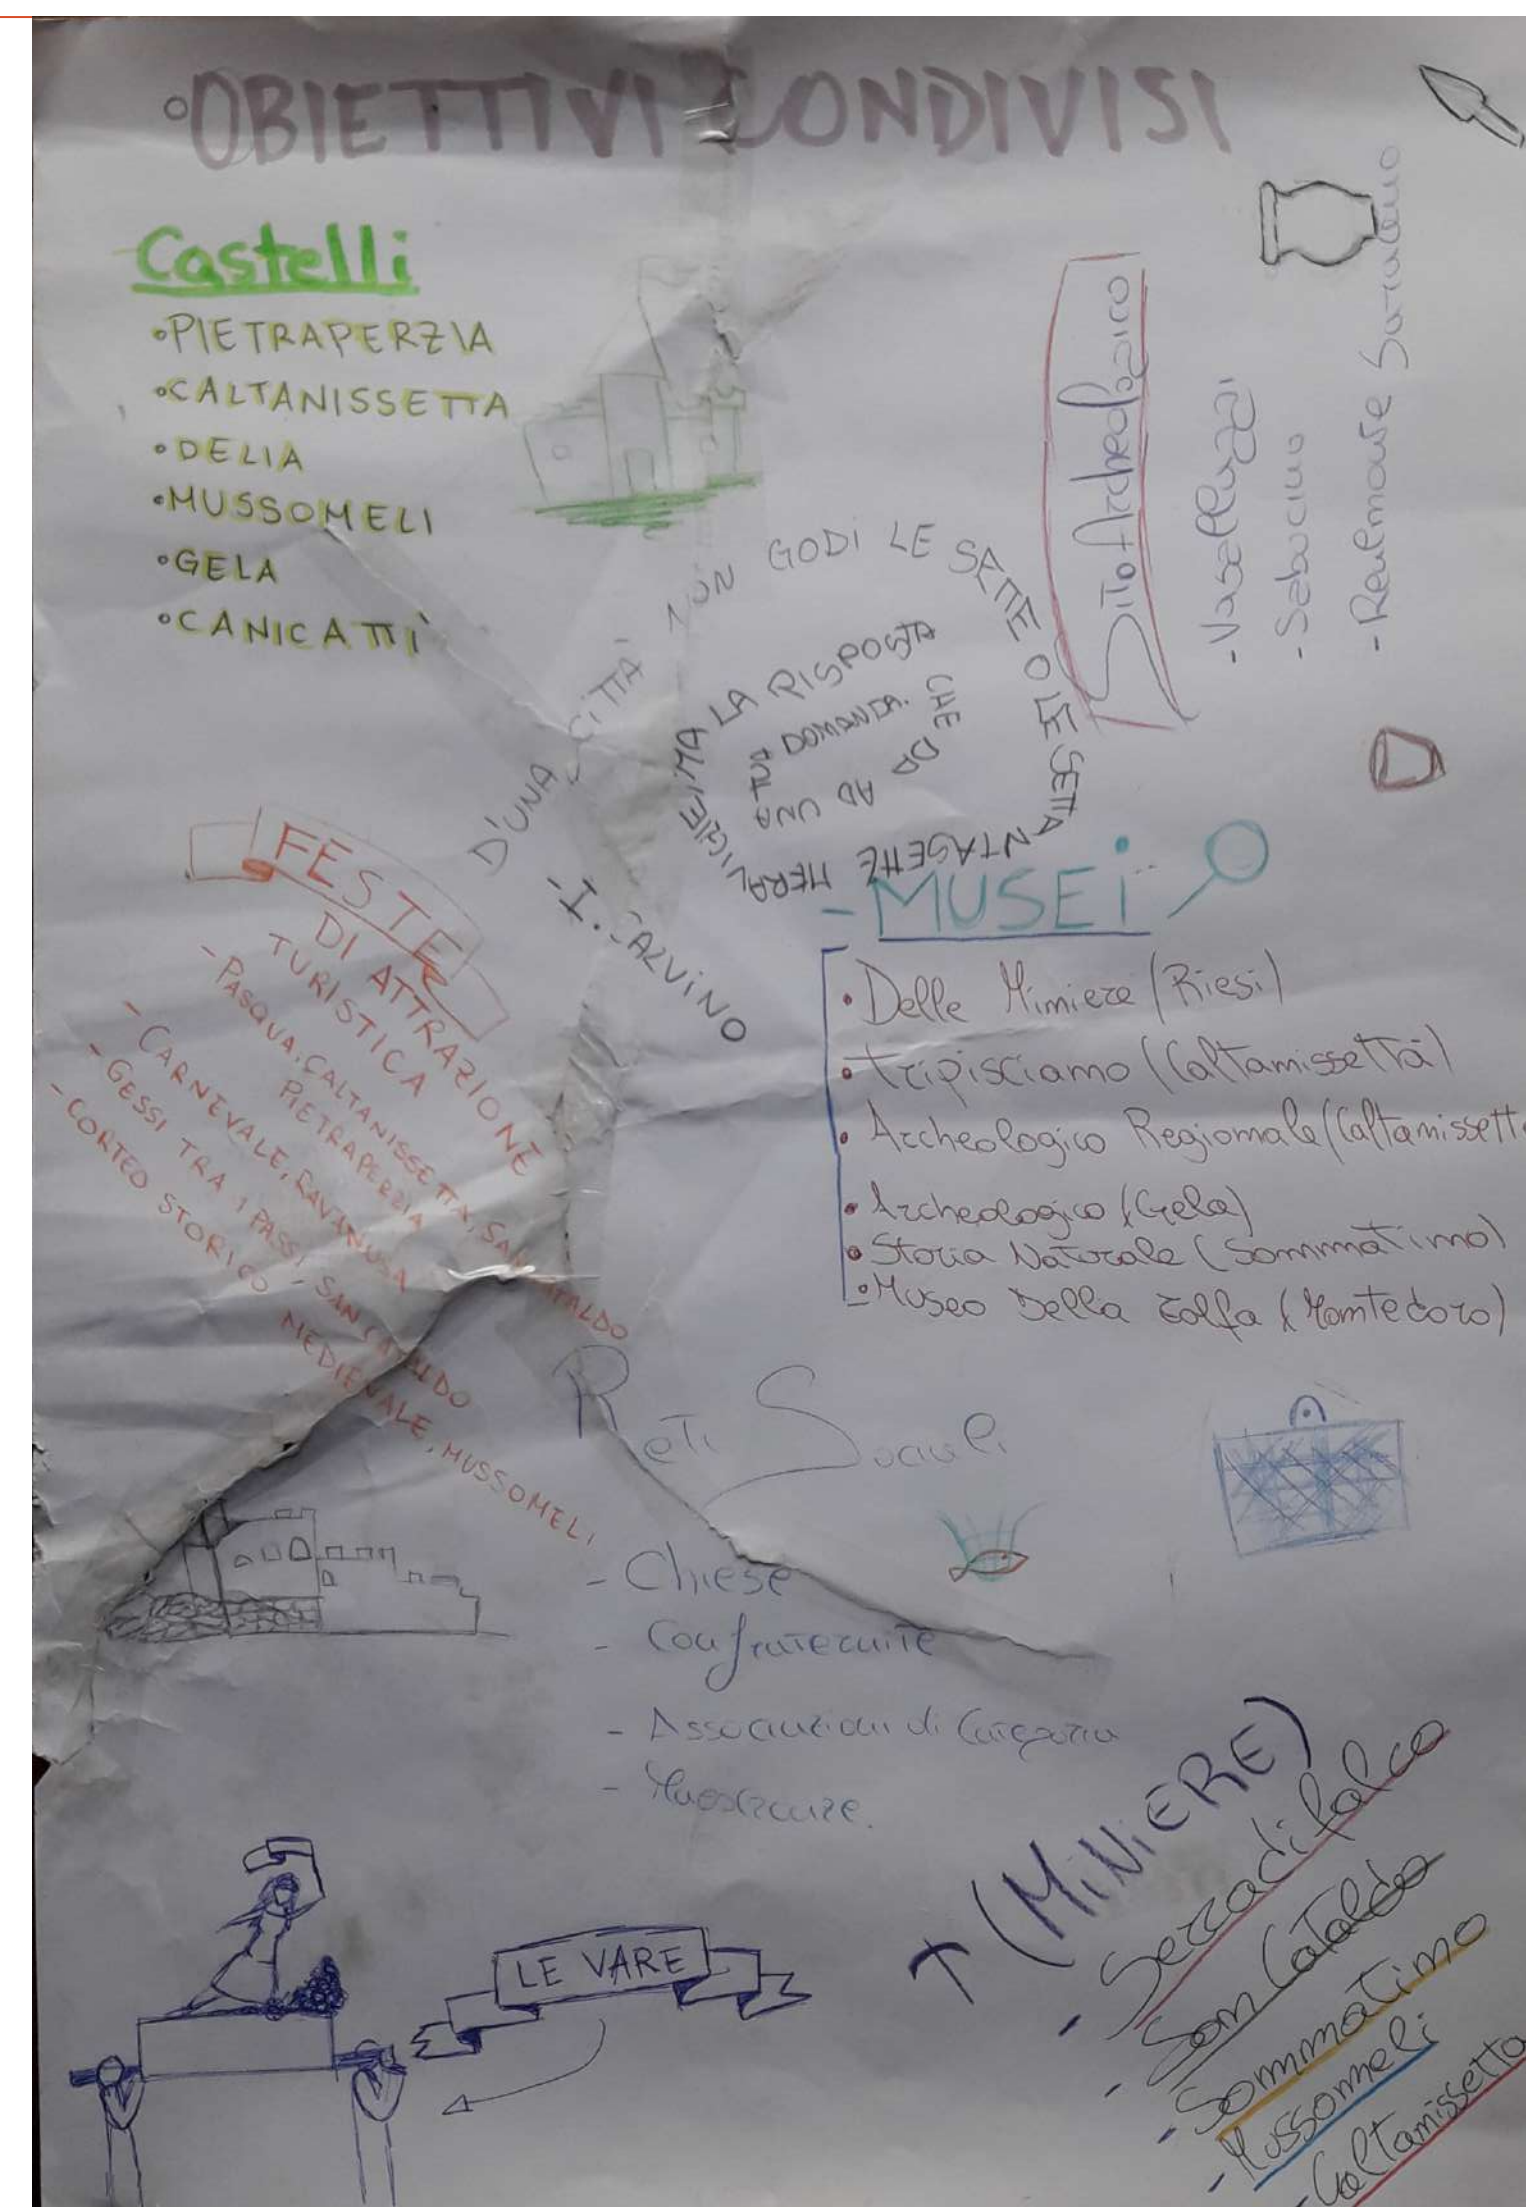 OBIETTIVI CONDIVISI
Castelli
•PIETRAPERZIA
•CALTANISSETTA
•DELIA
•MUSSOMELI
•GELA
•CANICATTÌ
D'UNA CITTÀ NON GODI LE SETTE O LE SETTANTASETTE MERAVIGLIE, MA LA RISPOSTA CHE DÀ AD UNA TUA DOMANDA.
-I. CALVINO
Sito Archeologico
- Vassallaggi
- Sabucina
- Realmonte
FESTE
DI ATTRAZIONE
TURISTICA
- PASQUA, CALTANISSETTA, SAN CATALDO
PIETRAPERZIA
- CARNEVALE, RAVANUSA
- GESSI TRA I PASSI - SAN CATALDO
- CORTEO STORICO MEDIEVALE, MUSSOMELI
- MUSEI
• Delle Miniere (Riesi)
• Tripisciano (Caltanissetta)
• Archeologico Regionale (Caltanissett
• Archeologico (Gela)
• Storia Naturale (Sommatino)
• Museo Della Zolfa (Montedoro)
Reti Sociali
- Chiese
- Confraternite
- Associazioni di Categoria
- Maestranze.
LE VARE
(MINIERE)
- Serradifalco
- San Cataldo
- Sommatino
- Mussomeli
- Caltanissetta